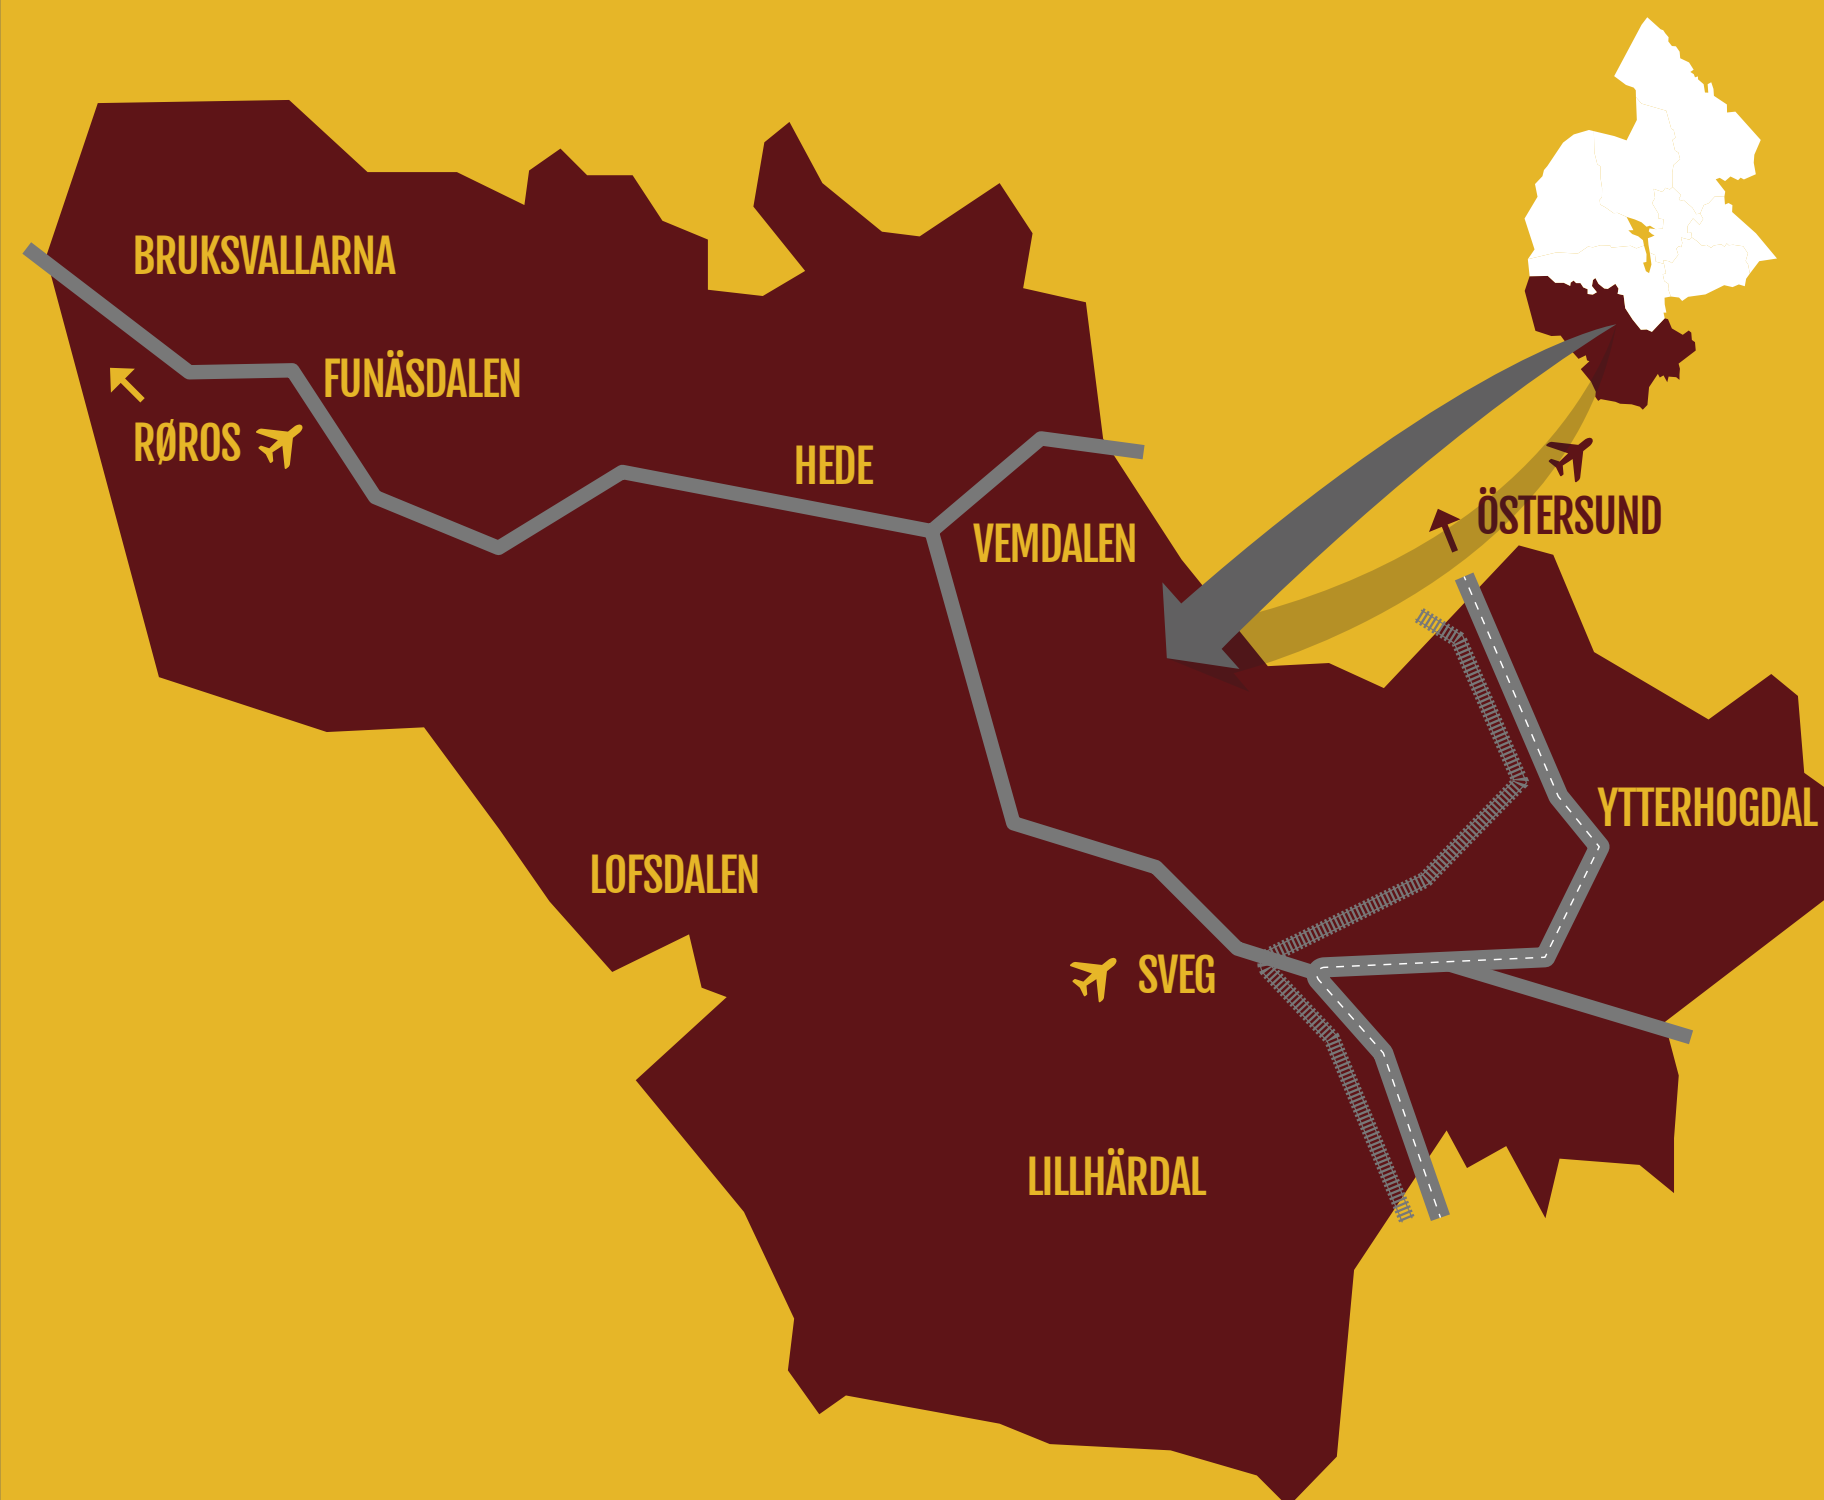 BRUKSVALLARNA
FUNÄSDALEN
RØROS
HEDE
VEMDALEN
ÖSTERSUND
YTTERHOGDAL
LOFSDALEN
SVEG
LILLHÄRDAL